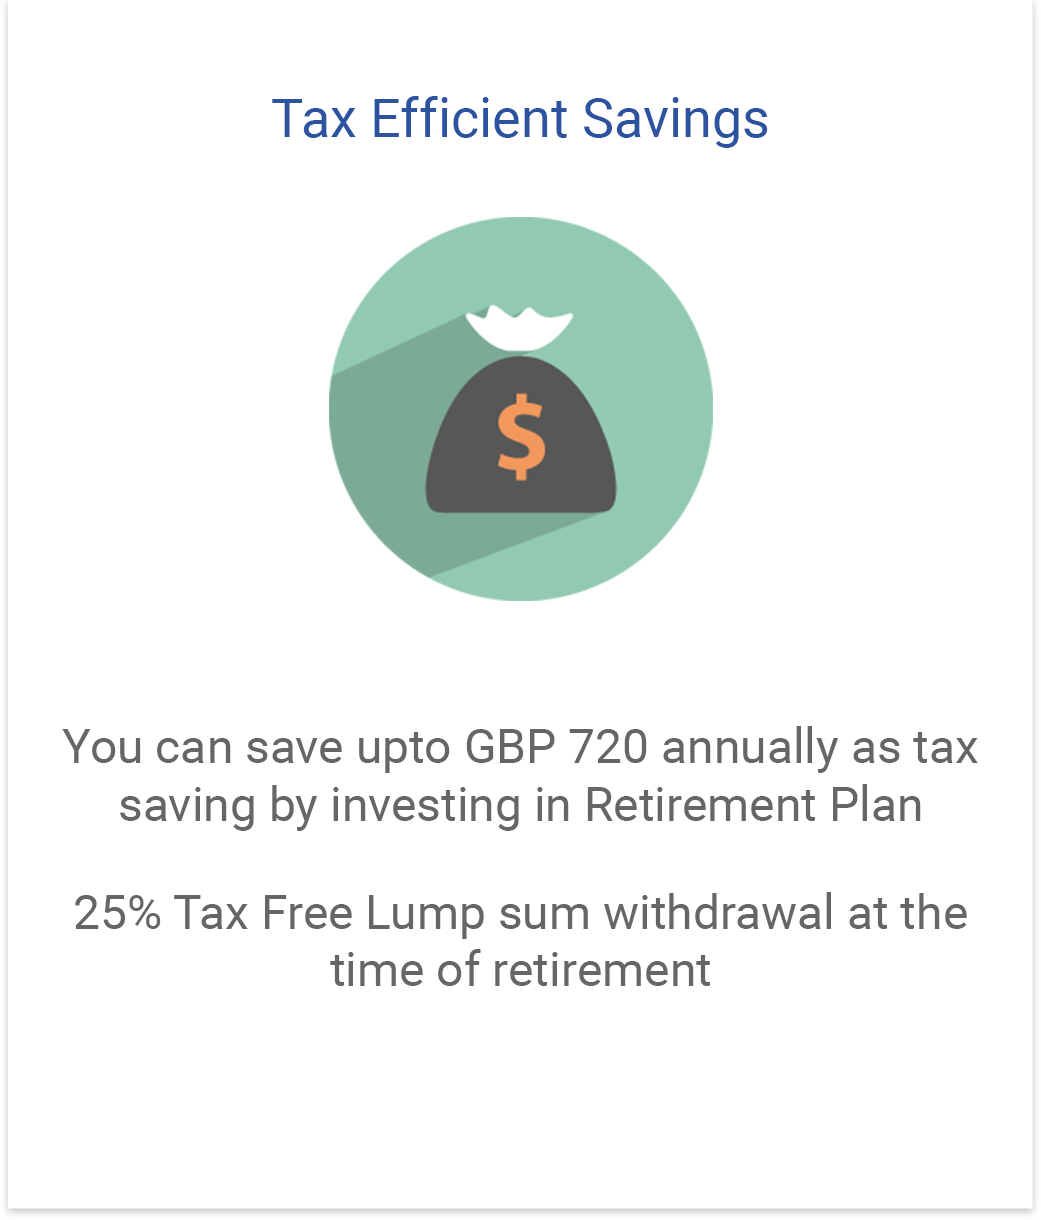 Tax Efficient Savings
$
You can save upto GBP 720 annually as tax
saving by investing in Retirement Plan
25% Tax Free Lump sum withdrawal at the
time of retirement